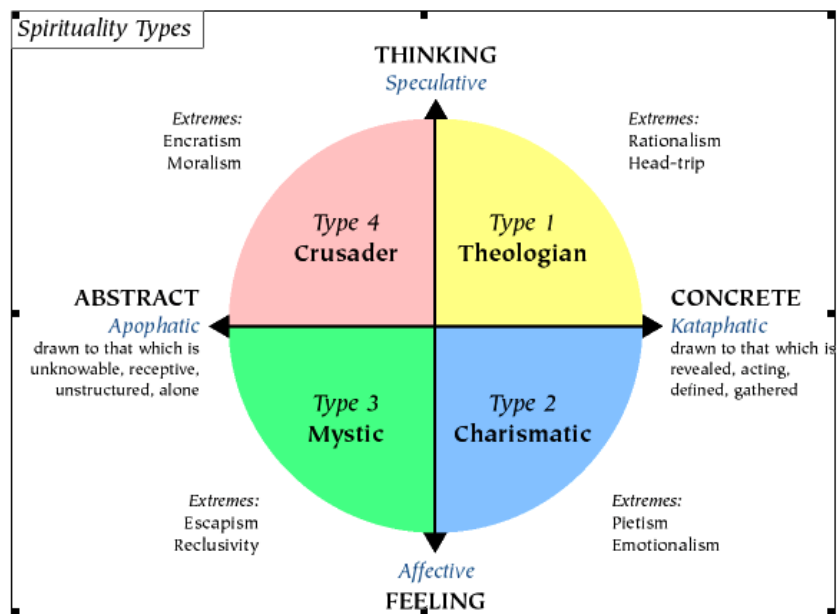 Spirituality Types
THINKING
Speculative
Extremes:
Encratism
Moralism
Extremes:
Rationalism
Head-trip
Type 4
Crusader
Type 1
Theologian
ABSTRACT
Apophatic
drawn to that which is
unknowable, receptive,
unstructured, alone
CONCRETE
Kataphatic
drawn to that which is
revealed, acting,
defined, gathered
Type 3
Mystic
Type 2
Charismatic
Extremes:
Escapism
Reclusivity
Extremes:
Pietism
Emotionalism
Affective
FEELING